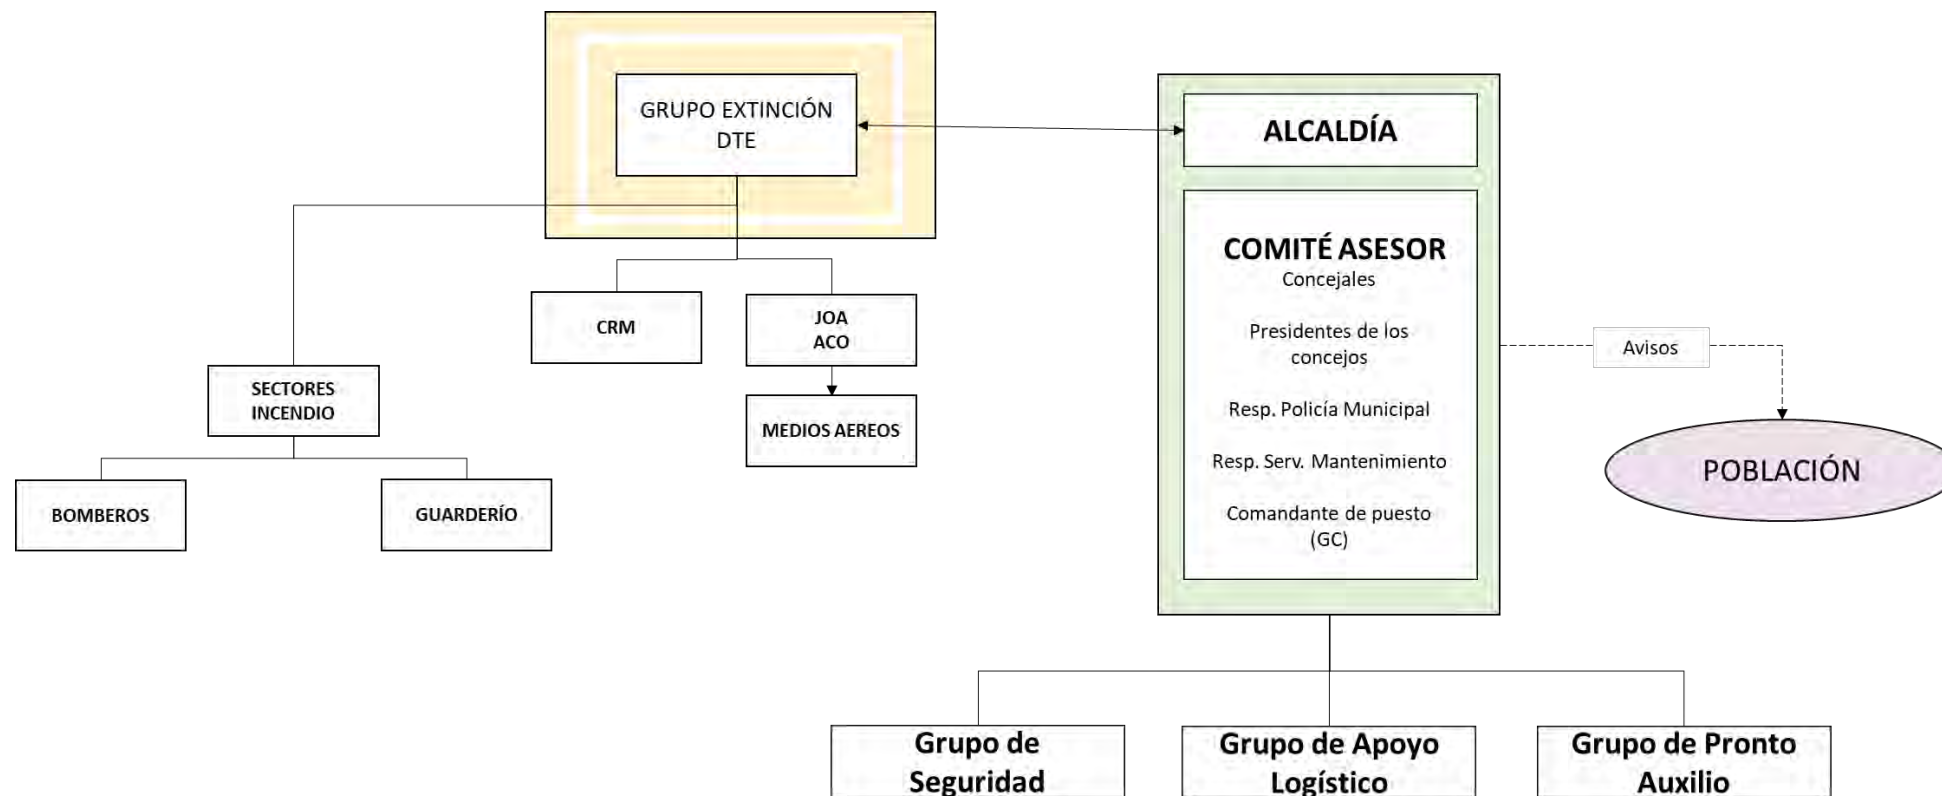 GRUPO EXTINCIÓN
DTE
ALCALDÍA
COMITÉ ASESOR
Concejales
Presidentes de los
concejos
Resp. Policía Municipal
Resp. Serv. Mantenimiento
Comandante de puesto
(GC)
CRM
JOA
ACO
MEDIOS AEREOS
SECTORES
INCENDIO
BOMBEROS
GUARDERÍO
Avisos
POBLACIÓN
Grupo de
Seguridad
Grupo de Apoyo
Logístico
Grupo de Pronto
Auxilio